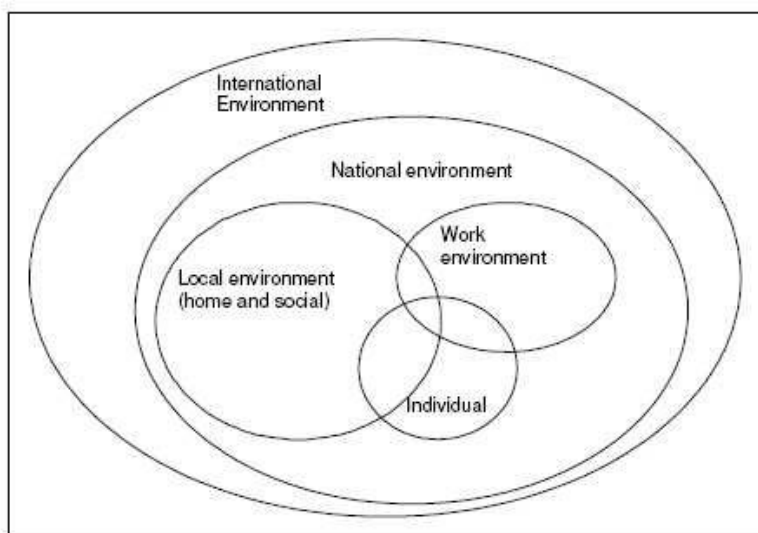 International
Environment
National environment
Work
environment
Local environment
(home and social)
Individual